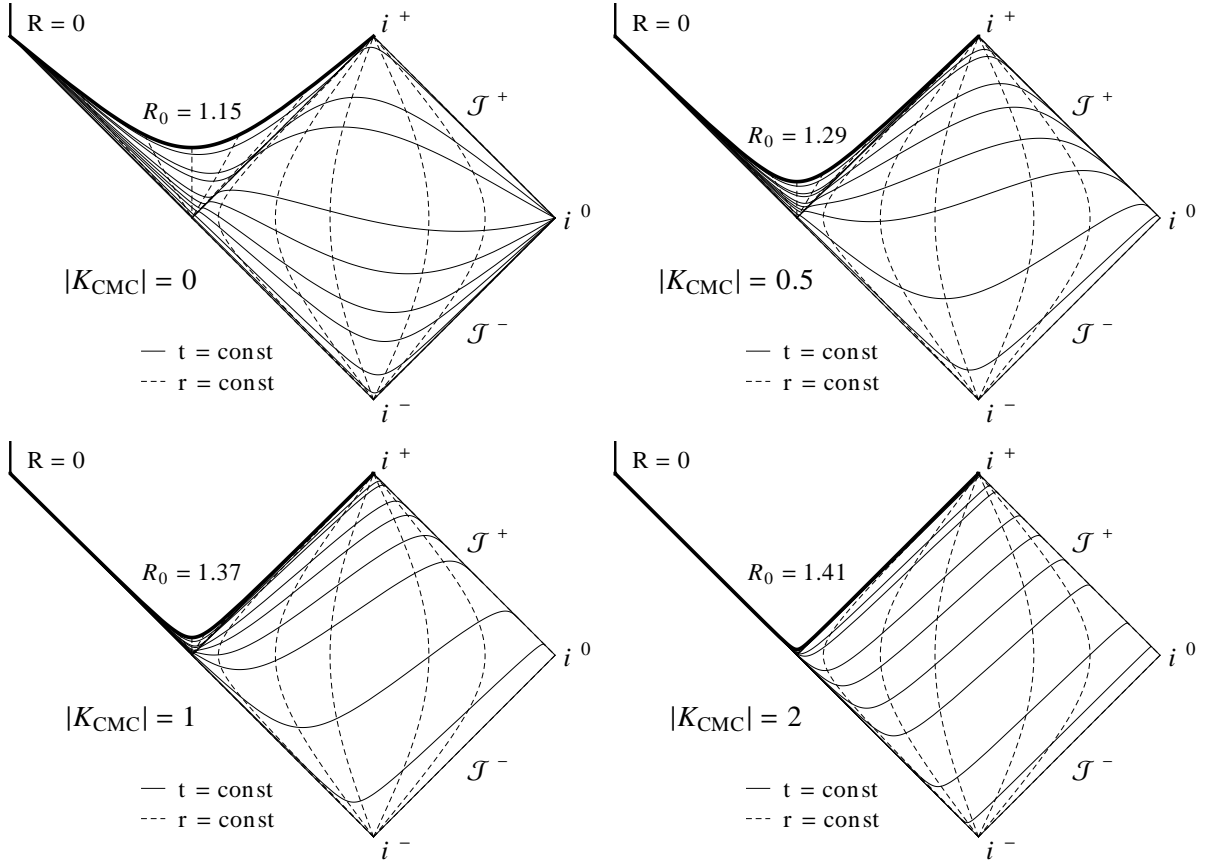 R = 0
i +
R0 = 1.15
𝒥 +
i 0
|KCMC| = 0
𝒥 −
t = const
r = const
i −
R = 0
i +
R0 = 1.29
𝒥 +
i 0
|KCMC| = 0.5
𝒥 −
t = const
r = const
i −
R = 0
i +
R0 = 1.37
𝒥 +
i 0
|KCMC| = 1
𝒥 −
t = const
r = const
i −
R = 0
i +
R0 = 1.41
𝒥 +
i 0
|KCMC| = 2
𝒥 −
t = const
r = const
i −